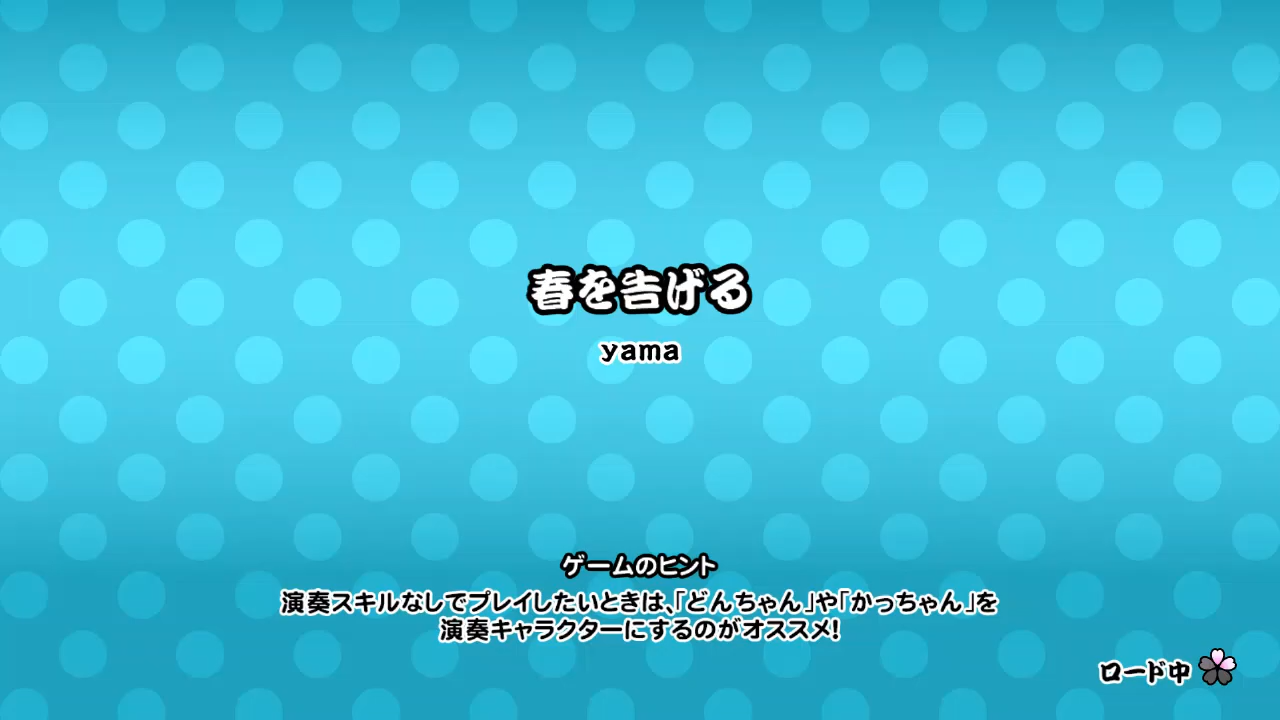 春を告げる
yama
ゲームのヒント
演奏スキルなしでプレイしたいときは、「どんちゃん」や「かっちゃん」を
演奏キャラクターにするのがオススメ!
ロード中